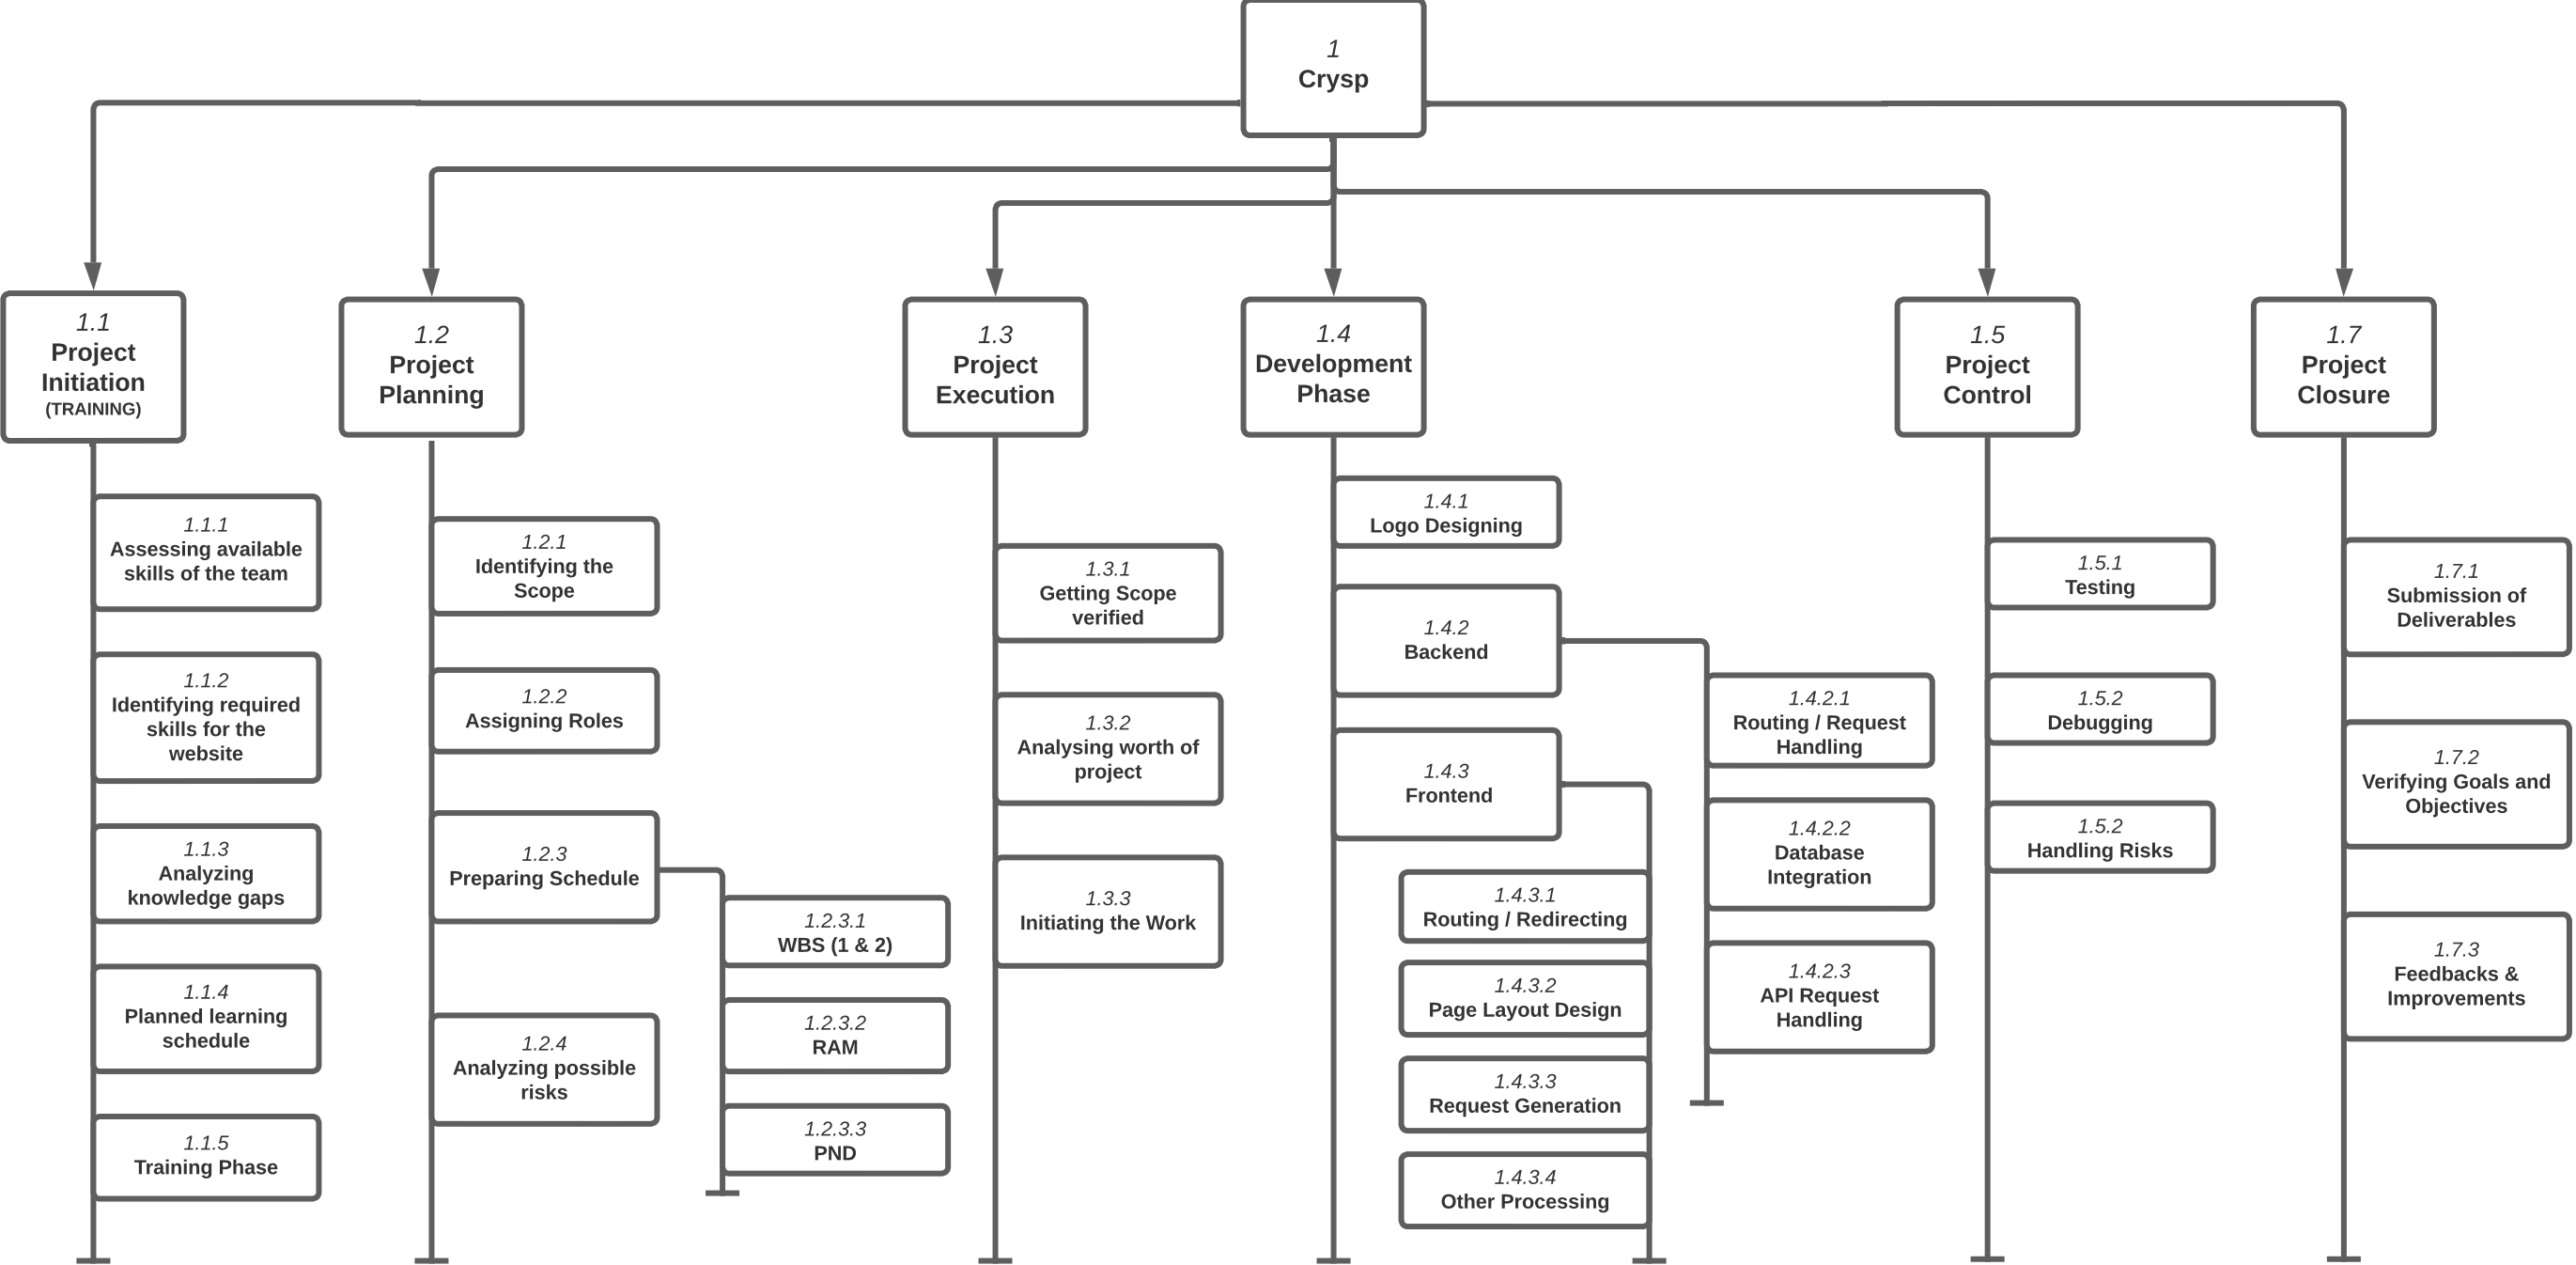 1
Crysp
1.1
Project
Initiation
(TRAINING)
1.2
Project
Planning
1.3
Project
Execution
1.4
Development
Phase
1.5
Project
Control
1.7
Project
Closure
1.1.1
Assessing available
skills of the team
1.1.2
Identifying required
skills for the
website
1.1.3
Analyzing
knowledge gaps
1.1.4
Planned learning
schedule
1.1.5
Training Phase
1.2.1
Identifying the
Scope
1.2.2
Assigning Roles
1.2.3
Preparing Schedule
1.2.4
Analyzing possible
risks
1.2.3.1
WBS (1 & 2)
1.2.3.2
RAM
1.2.3.3
PND
1.3.1
Getting Scope
verified
1.3.2
Analysing worth of
project
1.3.3
Initiating the Work
1.4.1
Logo Designing
1.4.2
Backend
1.4.3
Frontend
1.4.3.1
Routing / Redirecting
1.4.3.2
Page Layout Design
1.4.3.3
Request Generation
1.4.3.4
Other Processing
1.4.2.1
Routing / Request
Handling
1.4.2.2
Database
Integration
1.4.2.3
API Request
Handling
1.5.1
Testing
1.5.2
Debugging
1.5.2
Handling Risks
1.7.1
Submission of
Deliverables
1.7.2
Verifying Goals and
Objectives
1.7.3
Feedbacks &
Improvements